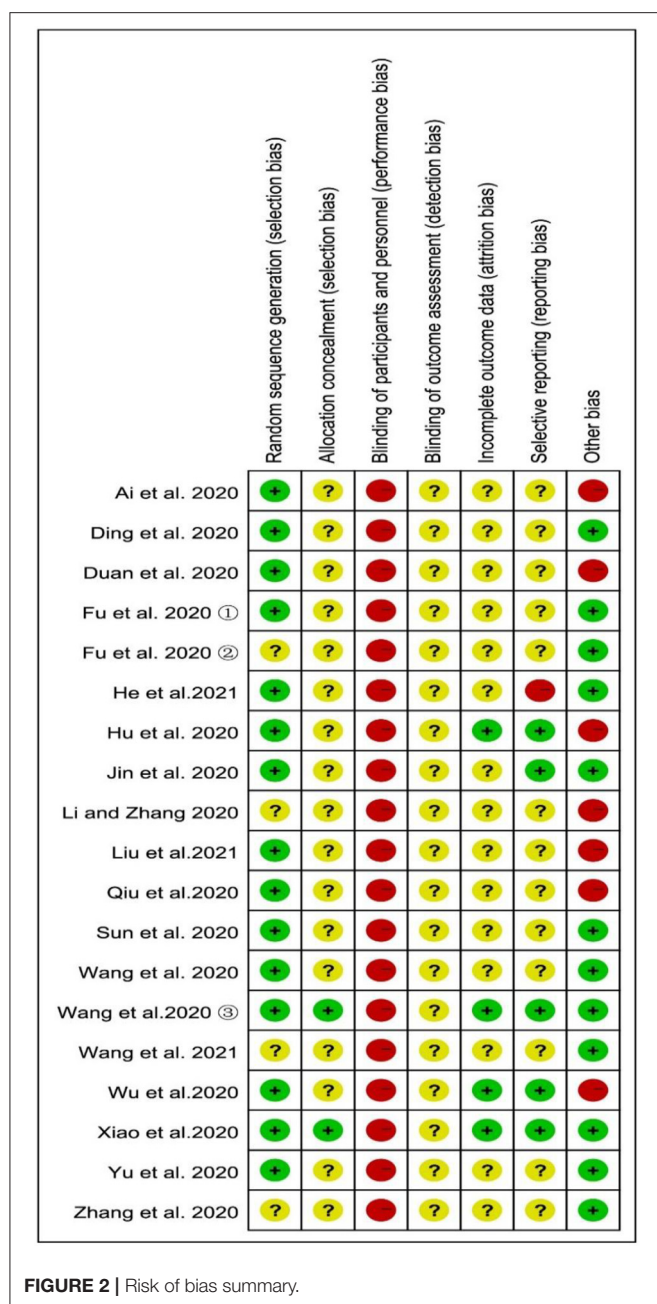 Random sequence generation (selection bias)
Allocation concealment (selection bias)
Blinding of participants and personnel (performance bias)
Blinding of outcome assessment (detection bias)
Incomplete outcome data (attrition bias)
Selective reporting (reporting bias)
Other bias
Ai et al. 2020 + ? - ? ? ? -
Ding et al. 2020 + ? - ? ? ? +
Duan et al. 2020 + ? - ? ? ? -
Fu et al. 2020 ① + ? - ? ? ? +
Fu et al. 2020 ② ? ? - ? ? ? +
He et al.2021 + ? - ? ? - +
Hu et al. 2020 + ? - ? + + -
Jin et al. 2020 + ? - ? ? + +
Li and Zhang 2020 ? ? - ? ? ? -
Liu et al.2021 + ? - ? ? ? -
Qiu et al.2020 + ? - ? ? ? -
Sun et al. 2020 + ? - ? ? ? +
Wang et al. 2020 + ? - ? ? ? +
Wang et al.2020 ③ + + - ? + + +
Wang et al. 2021 ? ? - ? ? ? +
Wu et al.2020 + ? - ? + + -
Xiao et al.2020 + + - ? + + +
Yu et al. 2020 + ? - ? ? ? +
Zhang et al. 2020 ? ? - ? ? ? +
FIGURE 2 | Risk of bias summary.